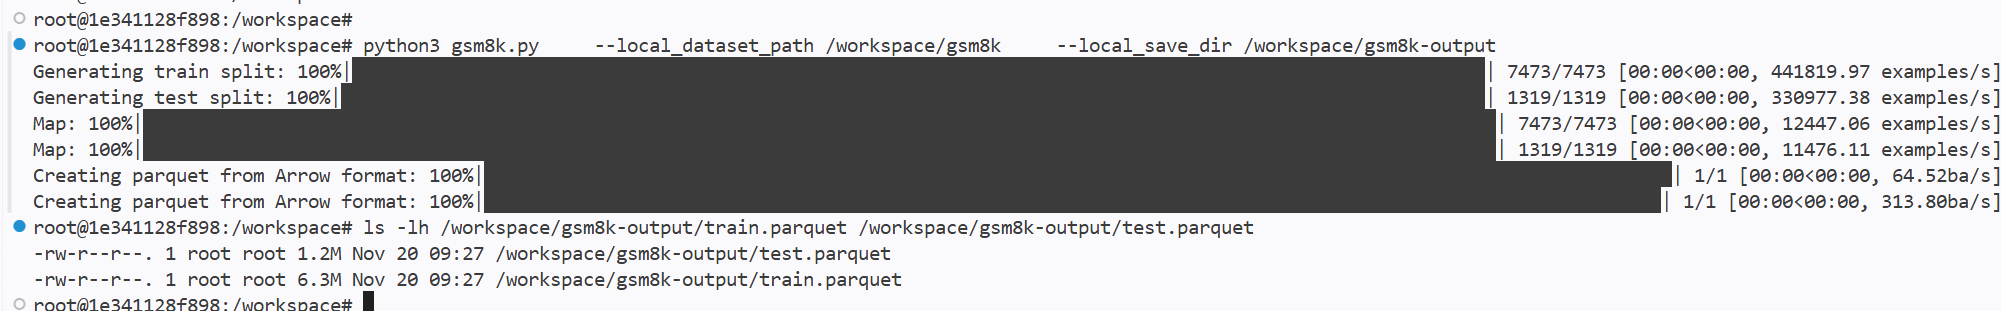 root@1e341128f898:/workspace#
root@1e341128f898:/workspace# python3 gsm8k.py     --local_dataset_path /workspace/gsm8k     --local_save_dir /workspace/gsm8k-output
Generating train split: 100%|| 7473/7473 [00:00<00:00, 441819.97 examples/s]
Generating test split: 100%|| 1319/1319 [00:00<00:00, 330977.38 examples/s]
Map: 100%|| 7473/7473 [00:00<00:00, 12447.06 examples/s]
Map: 100%|| 1319/1319 [00:00<00:00, 11476.11 examples/s]
Creating parquet from Arrow format: 100%|| 1/1 [00:00<00:00, 64.52ba/s]
Creating parquet from Arrow format: 100%|| 1/1 [00:00<00:00, 313.80ba/s]
root@1e341128f898:/workspace# ls -lh /workspace/gsm8k-output/train.parquet /workspace/gsm8k-output/test.parquet
-rw-r--r--. 1 root root 1.2M Nov 20 09:27 /workspace/gsm8k-output/test.parquet
-rw-r--r--. 1 root root 6.3M Nov 20 09:27 /workspace/gsm8k-output/train.parquet
root@1e341128f898:/workspace#